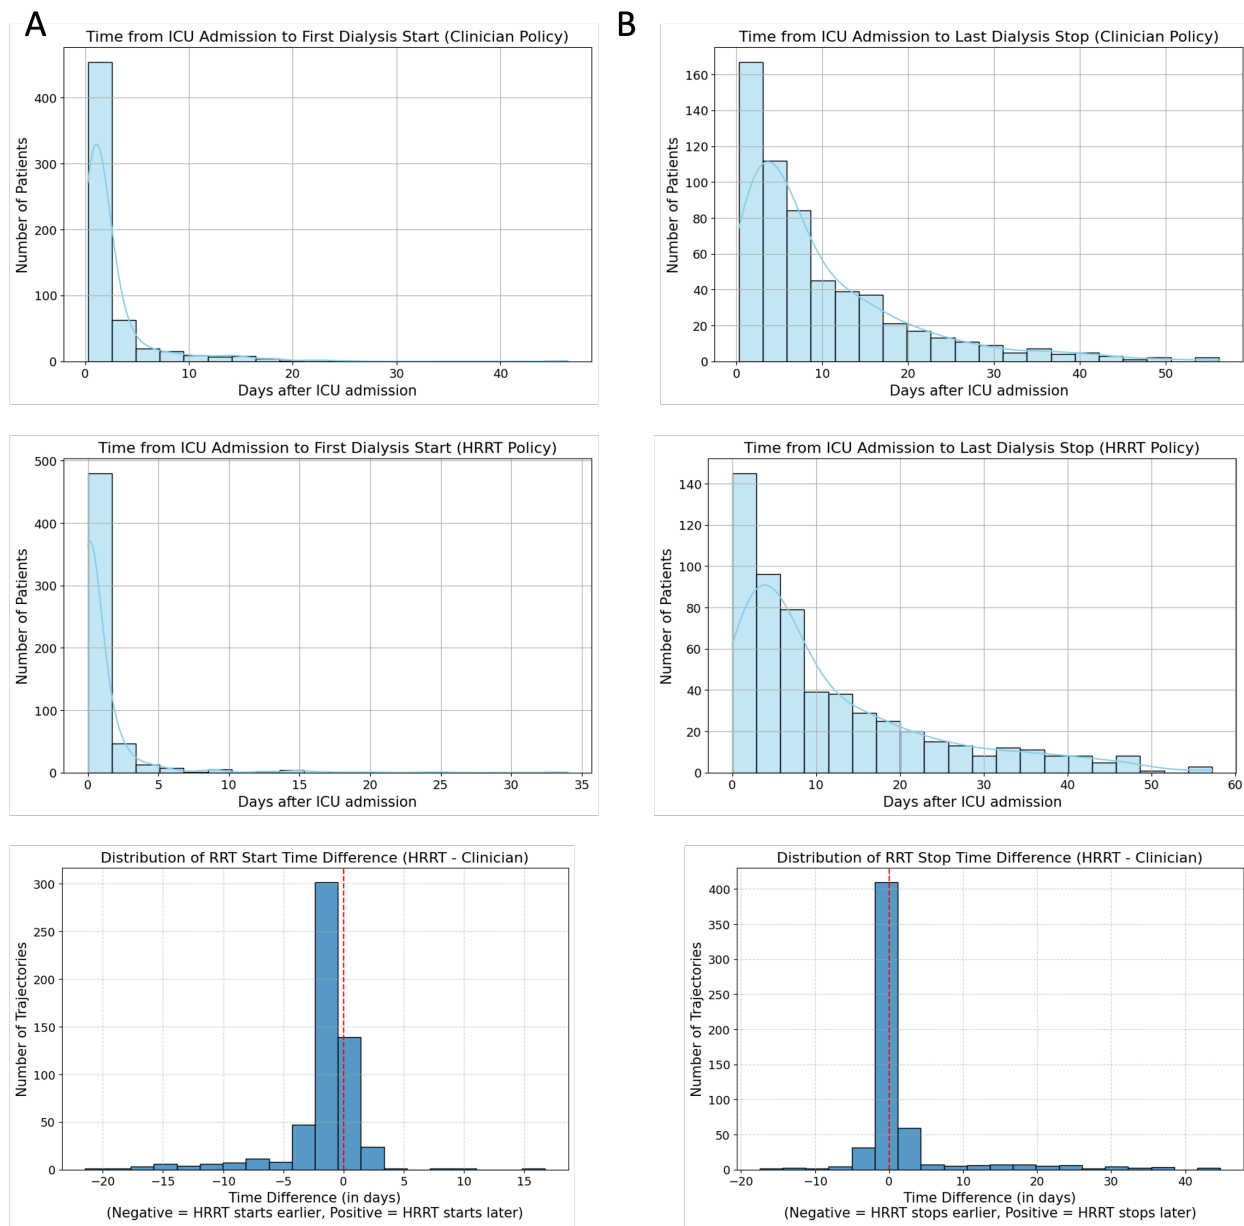 A
B
Time from ICU Admission to First Dialysis Start (Clinician Policy)
Number of Patients
400
300
200
100
0
0 10 20 30 40
Days after ICU admission
Time from ICU Admission to Last Dialysis Stop (Clinician Policy)
Number of Patients
160
140
120
100
80
60
40
20
0
0 10 20 30 40 50
Days after ICU admission
Time from ICU Admission to First Dialysis Start (HRRT Policy)
Number of Patients
500
400
300
200
100
0
0 5 10 15 20 25 30 35
Days after ICU admission
Time from ICU Admission to Last Dialysis Stop (HRRT Policy)
Number of Patients
140
120
100
80
60
40
20
0
0 10 20 30 40 50 60
Days after ICU admission
Distribution of RRT Start Time Difference (HRRT - Clinician)
Number of Trajectories
300
250
200
150
100
50
0
−20 −15 −10 −5 0 5 10 15
Time Difference (in days)
(Negative = HRRT starts earlier, Positive = HRRT starts later)
Distribution of RRT Stop Time Difference (HRRT - Clinician)
Number of Trajectories
400
350
300
250
200
150
100
50
0
−20 −10 0 10 20 30 40
Time Difference (in days)
(Negative = HRRT stops earlier, Positive = HRRT stops later)